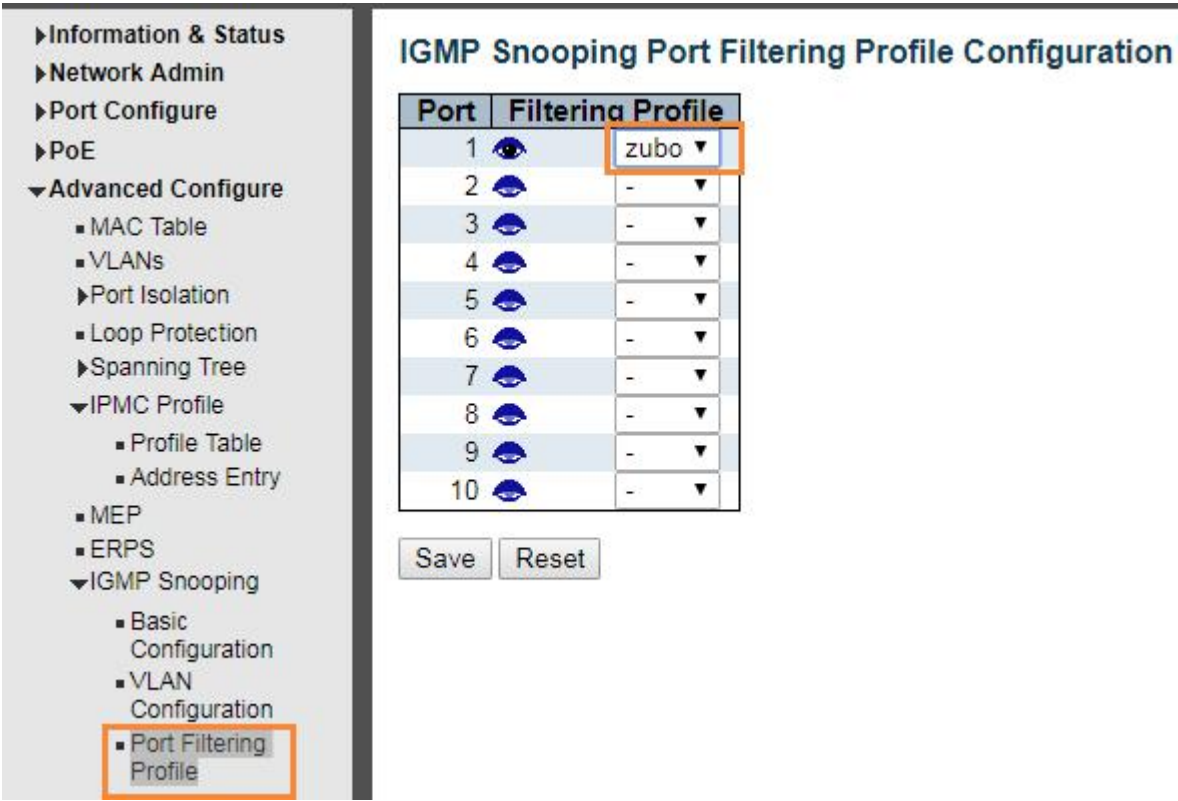 Information & Status
Network Admin
Port Configure
PoE
Advanced Configure
MAC Table
VLANs
Port Isolation
Loop Protection
Spanning Tree
IPMC Profile
Profile Table
Address Entry
MEP
ERPS
IGMP Snooping
Basic
Configuration
VLAN
Configuration
Port Filtering
Profile
IGMP Snooping Port Filtering Profile Configuration
Port Filtering Profile
1 zubo
2 -
3 -
4 -
5 -
6 -
7 -
8 -
9 -
10 -
Save Reset